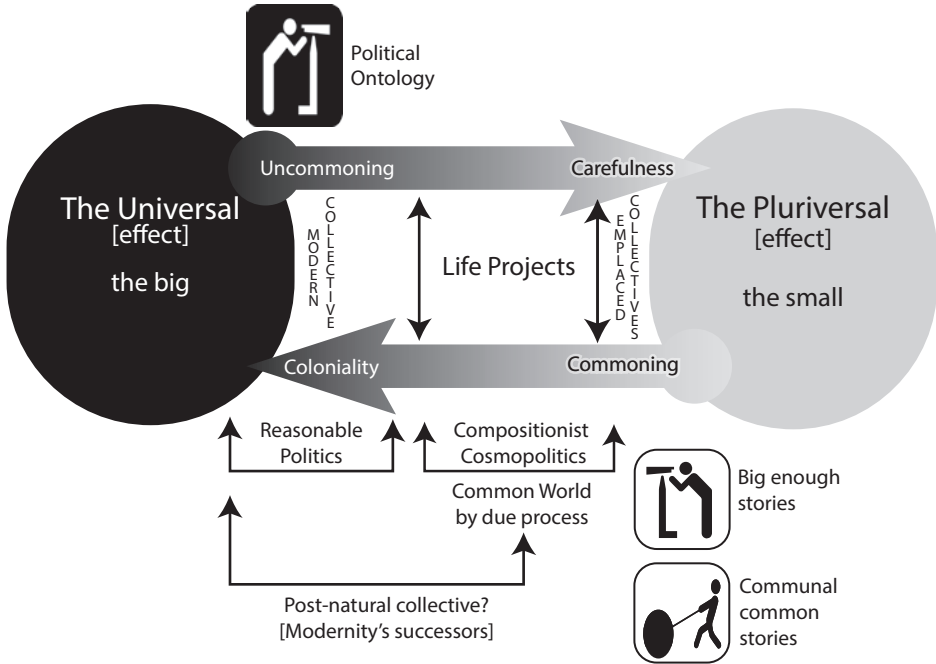 Political
Ontology
Uncommoning
Carefulness
The Universal
[effect]
the big
MODERN
COLLECTIVE
Life Projects
EMPLACED
COLLECTIVES
The Pluriversal
[effect]
the small
Coloniality
Commoning
Reasonable
Politics
Compositionist
Cosmopolitics
Common World
by due process
Big enough
stories
Post-natural collective?
[Modernity's successors]
Communal
common
stories